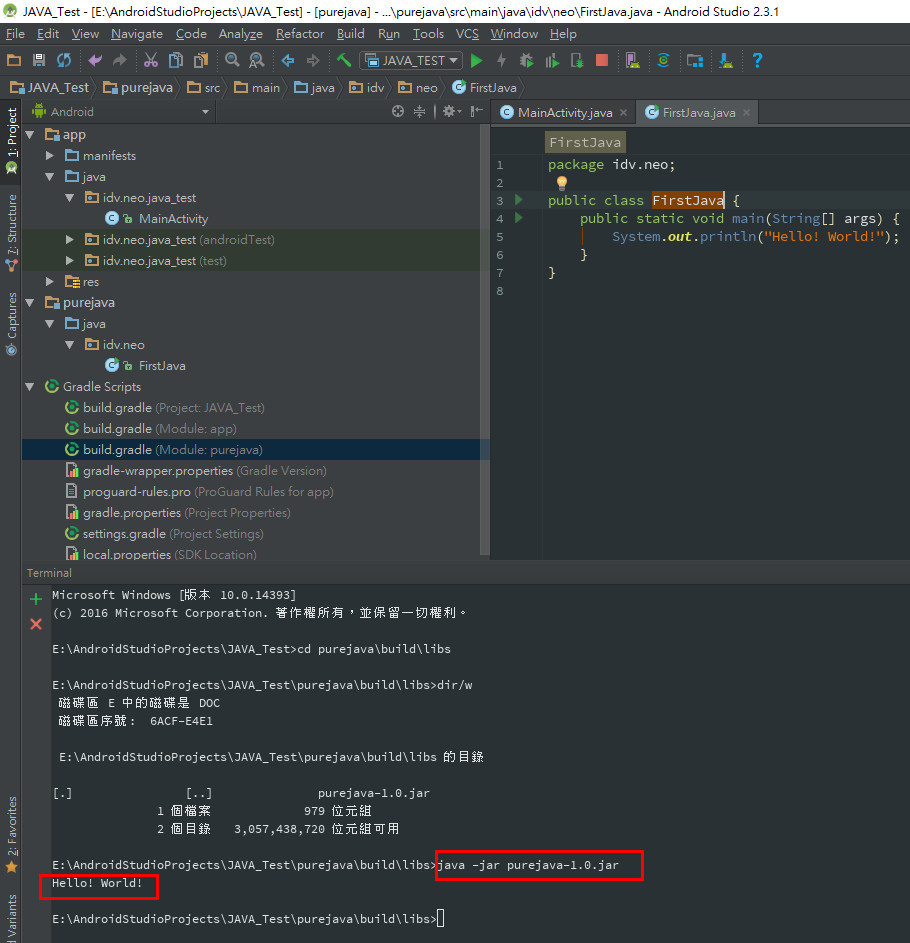 JAVA_Test - [E:\AndroidStudioProjects\JAVA_Test] - [purejava] - ...\purejava\src\main\java\idv\neo\FirstJava.java - Android Studio 2.3.1
File Edit View Navigate Code Analyze Refactor Build Run Tools VCS Window Help
JAVA_TEST
JAVA_Test purejava src main java idv neo FirstJava
1: Project
7: Structure
Captures
2: Favorites
d Variants
Android
app
manifests
java
idv.neo.java_test
MainActivity
idv.neo.java_test (androidTest)
idv.neo.java_test (test)
res
purejava
java
idv.neo
FirstJava
Gradle Scripts
build.gradle (Project: JAVA_Test)
build.gradle (Module: app)
build.gradle (Module: purejava)
gradle-wrapper.properties (Gradle Version)
proguard-rules.pro (ProGuard Rules for app)
gradle.properties (Project Properties)
settings.gradle (Project Settings)
local.properties (SDK Location)
MainActivity.java FirstJava.java
FirstJava
1 package idv.neo;
2
3 public class FirstJava {
4 public static void main(String[] args) {
5 System.out.println("Hello! World!");
6 }
7 }
8
Terminal
Microsoft Windows [版本 10.0.14393]
(c) 2016 Microsoft Corporation. 著作權所有，並保留一切權利。
E:\AndroidStudioProjects\JAVA_Test>cd purejava\build\libs
E:\AndroidStudioProjects\JAVA_Test\purejava\build\libs>dir/w
磁碟區 E 中的磁碟是 DOC
磁碟區序號： 6ACF-E4E1
E:\AndroidStudioProjects\JAVA_Test\purejava\build\libs 的目錄
[.] [..] purejava-1.0.jar
1 個檔案 979 位元組
2 個目錄 3,057,438,720 位元組可用
E:\AndroidStudioProjects\JAVA_Test\purejava\build\libs>java -jar purejava-1.0.jar
Hello! World!
E:\AndroidStudioProjects\JAVA_Test\purejava\build\libs>